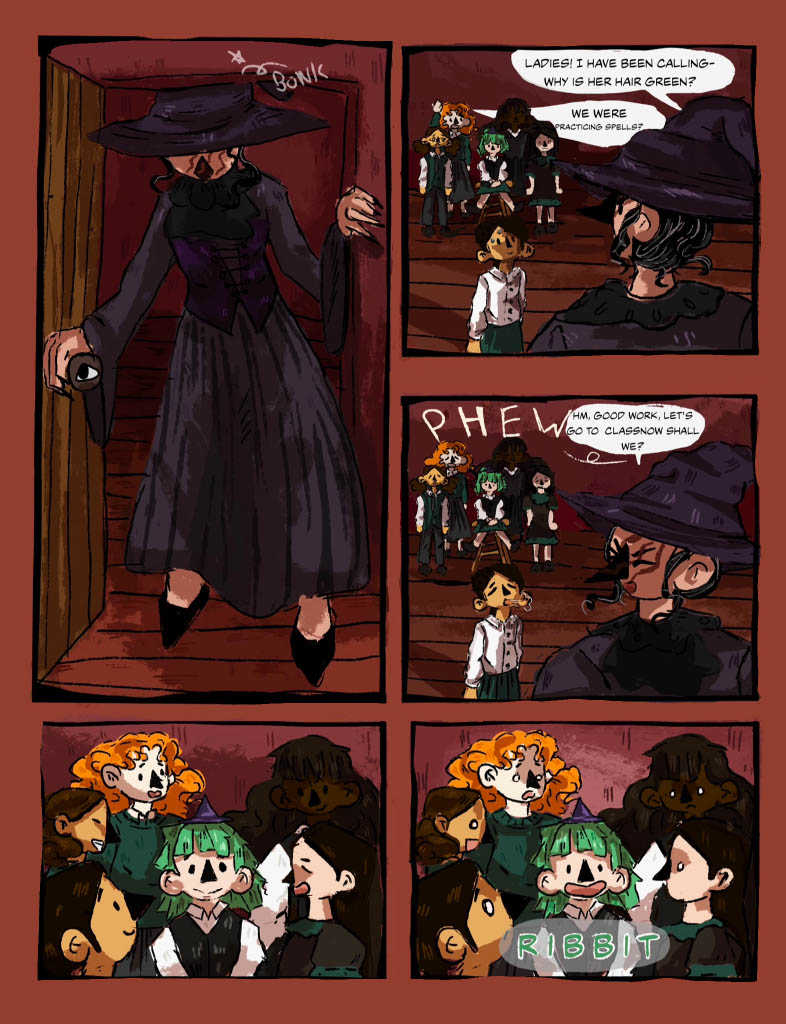 BONK
LADIES! I HAVE BEEN CALLING-
WHY IS HER HAIR GREEN?
WE WERE
PRACTICING SPELLS?
PHEW
HM, GOOD WORK, LET'S
GO TO CLASSNOW SHALL
WE?
RIBBIT